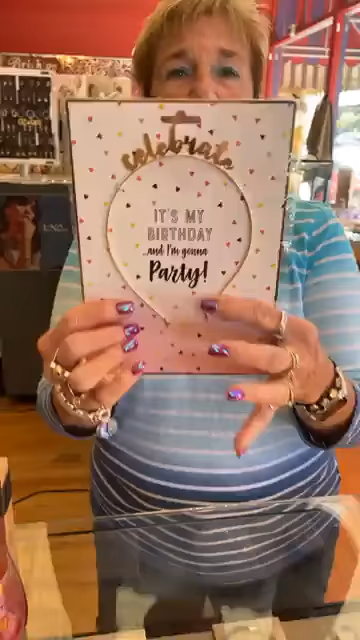 celebrate
IT'S MY
BIRTHDAY
and I'm gonna
Party!